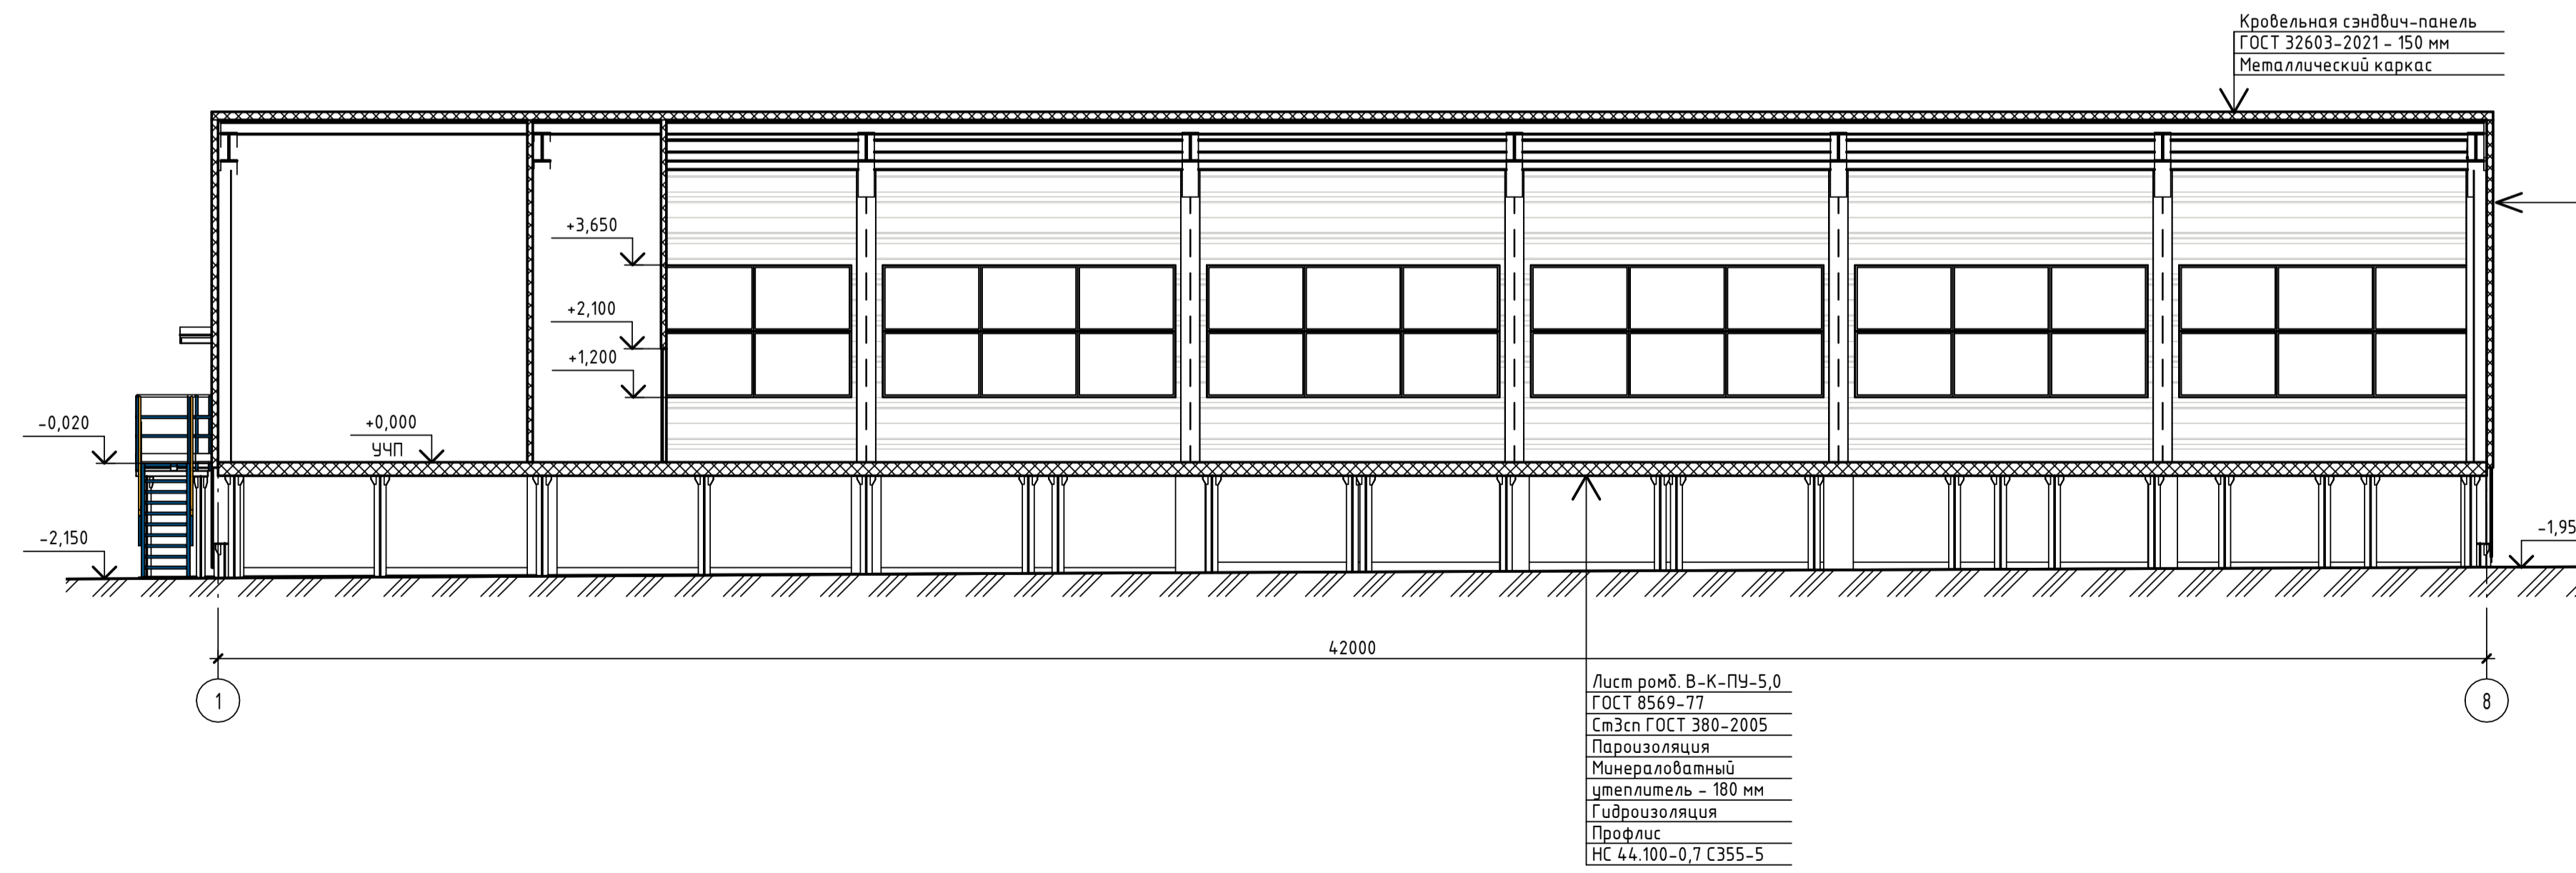 Кровельная сэндвич-панель
ГОСТ 32603-2021 - 150 мм
Металлический каркас
+3,650
+2,100
+1,200
-0,020
+0,000
УЧП
-2,150
-1,95
42000
1
8
Лист ромб. В-К-ПУ-5,0
ГОСТ 8569-77
Ст3сп ГОСТ 380-2005
Пароизоляция
Минераловатный
утеплитель - 180 мм
Гидроизоляция
Профлис
НС 44.100-0,7 С355-5